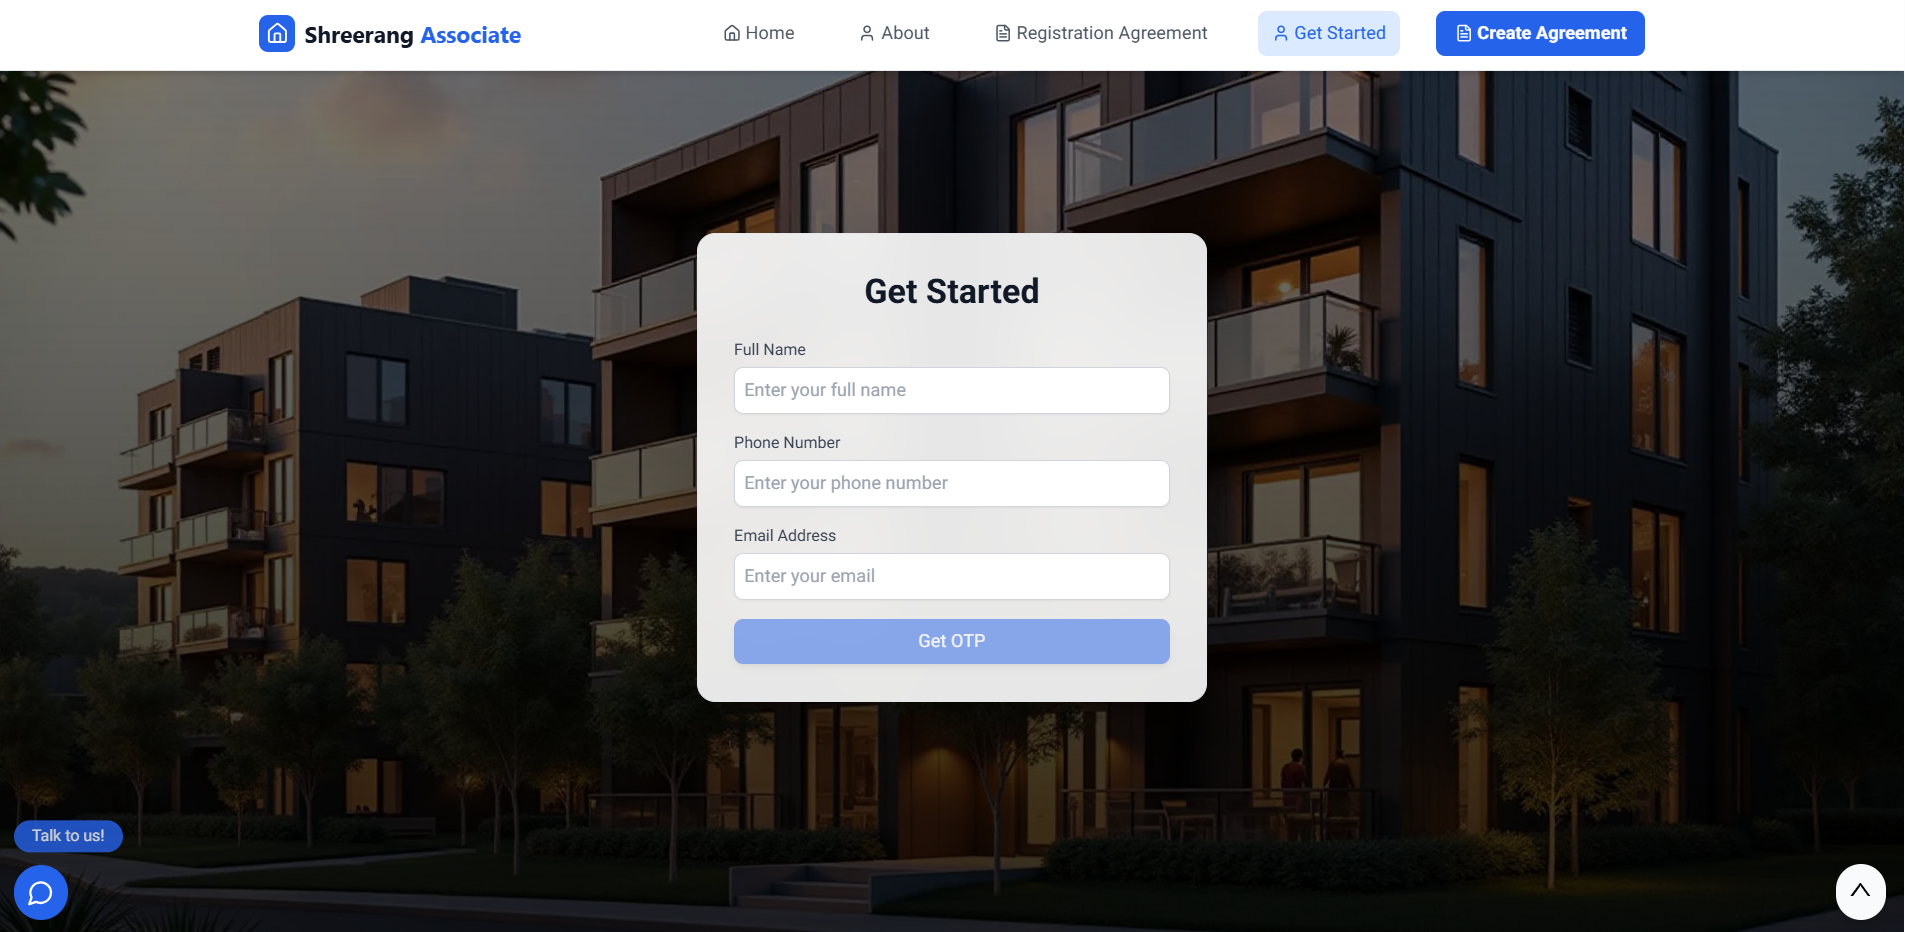 Shreerang Associate
Home
About
Registration Agreement
Get Started
Create Agreement
Get Started
Full Name
Enter your full name
Phone Number
Enter your phone number
Email Address
Enter your email
Get OTP
Talk to us!